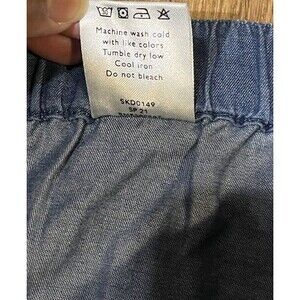 Machine wash cold
with like colors
Tumble dry low
Cool iron
Do not bleach
SKD0149
SP 21